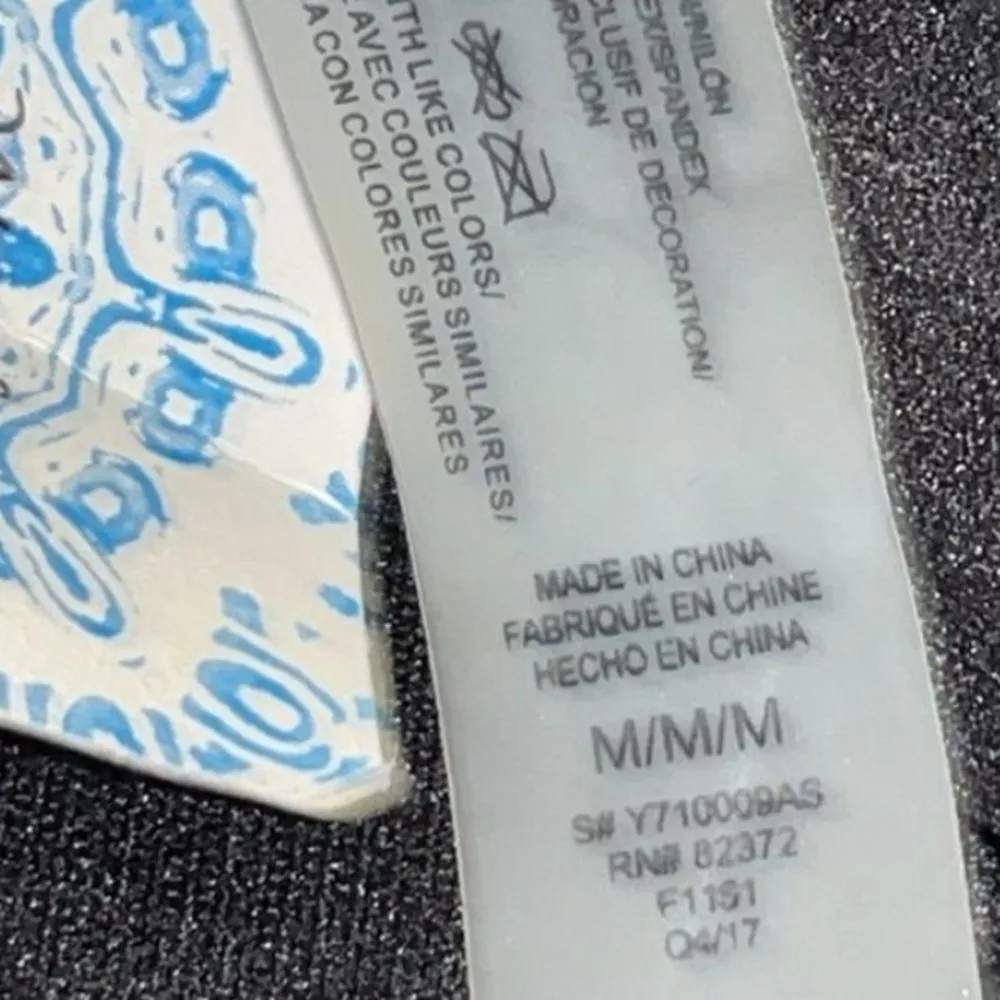 ITH LIKE COLORS/
AVEC COULEURS SIMILAIRES/
A CON COLORES SIMILARES
/NILÓN
EX/SPANDEX
CLUSIF DE DECORATION/
RACION
MADE IN CHINA
FABRIQUÉ EN CHINE
HECHO EN CHINA
M/M/M
S# Y710009AS
RN# 82372
F11S1
Q4/17